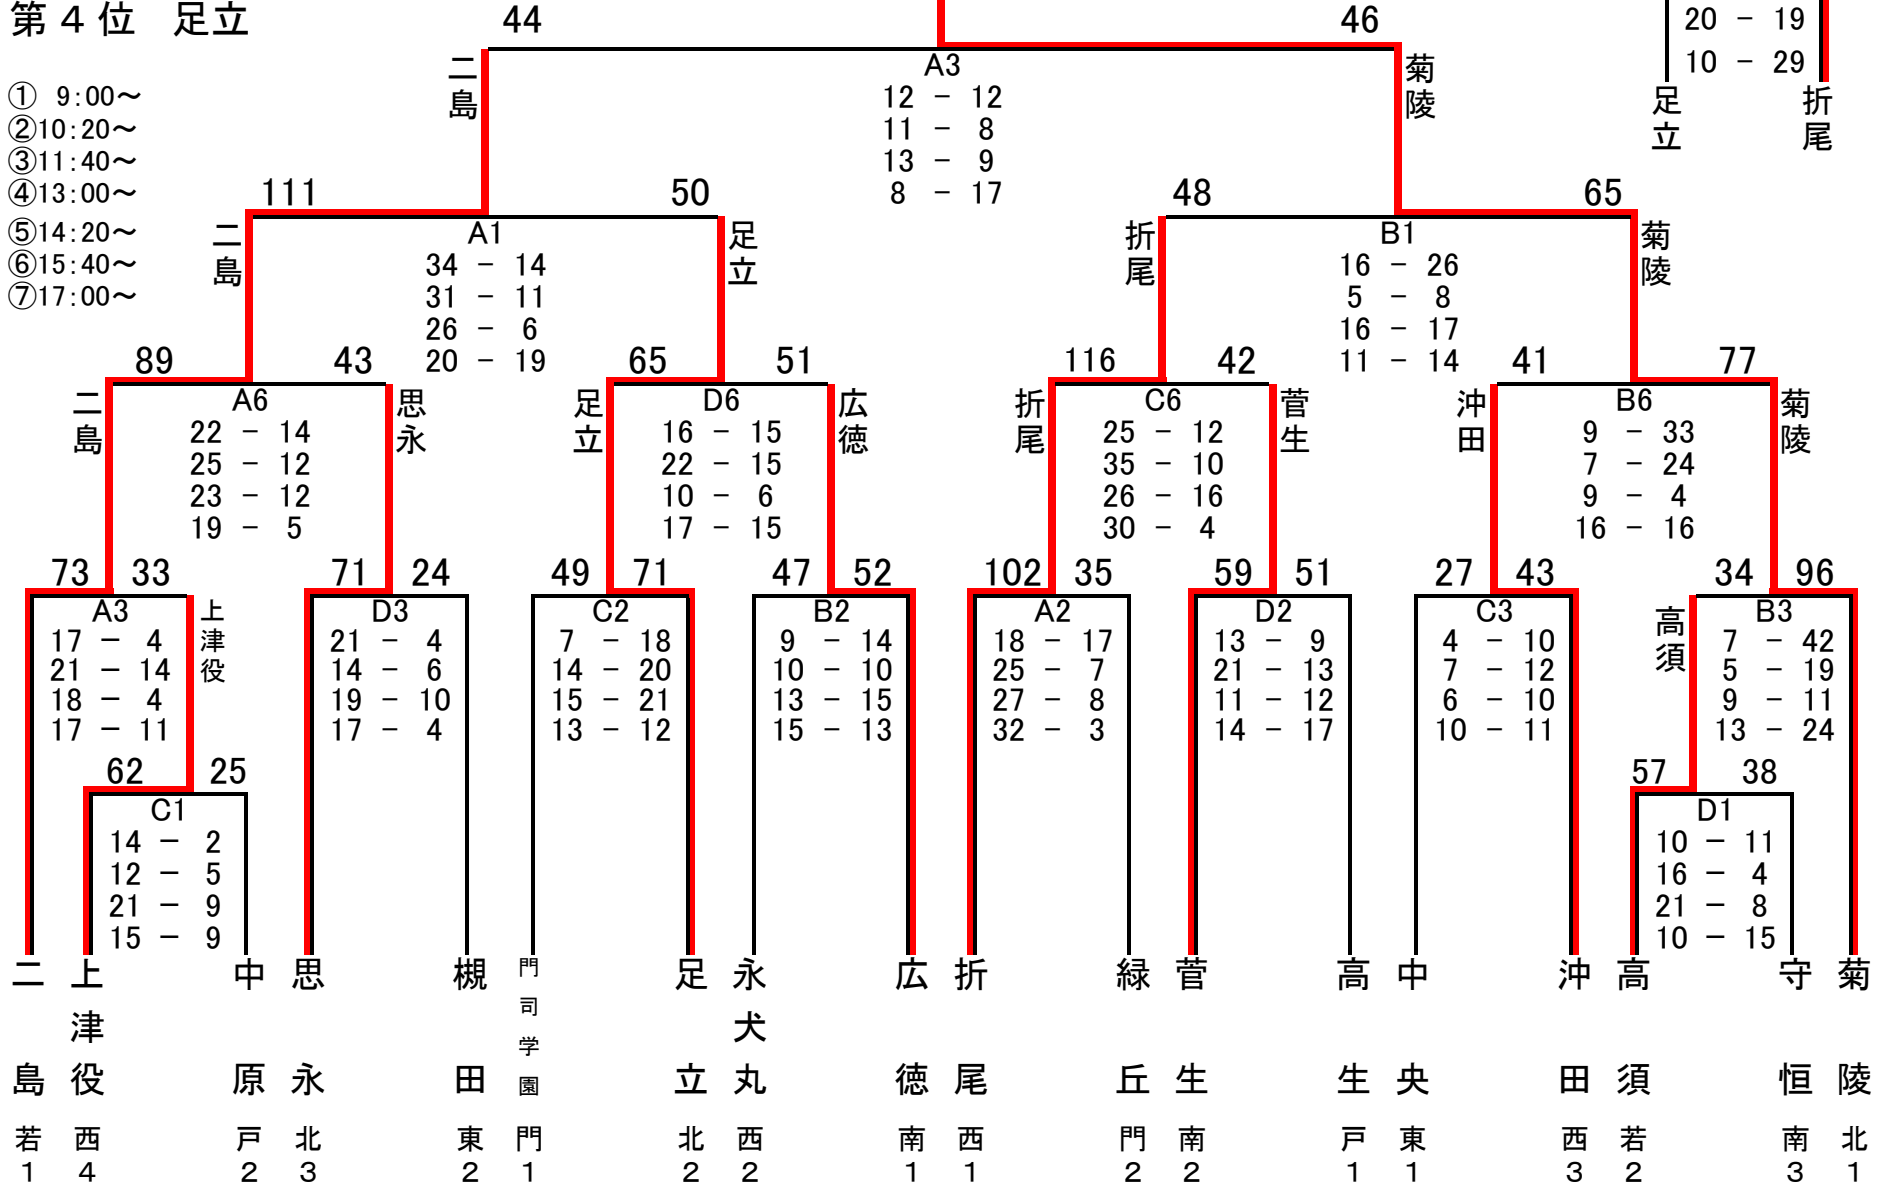 第４位　足立
44
46
20 － 19
10 － 29
足立
折尾
① 9:00～
②10:20～
③11:40～
④13:00～
⑤14:20～
⑥15:40～
⑦17:00～
二島
A3
菊陵
12 － 12
11 － 8
13 － 9
8 － 17
111
50
48
65
二島
A1
足立
34 － 14
31 － 11
26 － 6
20 － 19
折尾
B1
菊陵
16 － 26
5 － 8
16 － 17
11 － 14
89
43
65
51
116
42
41
77
二島
A6
思永
22 － 14
25 － 12
23 － 12
19 － 5
足立
D6
広徳
16 － 15
22 － 15
10 － 6
17 － 15
折尾
C6
菅生
25 － 12
35 － 10
26 － 16
30 － 4
沖田
B6
菊陵
9 － 33
7 － 24
9 － 4
16 － 16
73
33
71
24
49
71
47
52
102
35
59
51
27
43
34
96
A3
上津役
17 － 4
21 － 14
18 － 4
17 － 11
D3
21 － 4
14 － 6
19 － 10
17 － 4
C2
7 － 18
14 － 20
15 － 21
13 － 12
B2
9 － 14
10 － 10
13 － 15
15 － 13
A2
18 － 17
25 － 7
27 － 8
32 － 3
D2
13 － 9
21 － 13
11 － 12
14 － 17
C3
4 － 10
7 － 12
6 － 10
10 － 11
高須
B3
7 － 42
5 － 19
9 － 11
13 － 24
62
25
C1
14 － 2
12 － 5
21 － 9
15 － 9
57
38
D1
10 － 11
16 － 4
21 － 8
10 － 15
二島
若1
上津役
西4
中原
戸2
思永
北3
槻田
東2
門司学園
門1
足立
北2
永犬丸
西2
広徳
南1
折尾
西1
緑丘
門2
菅生
南2
高生
戸1
中央
東1
沖田
西3
高須
若2
守恒
南3
菊陵
北1